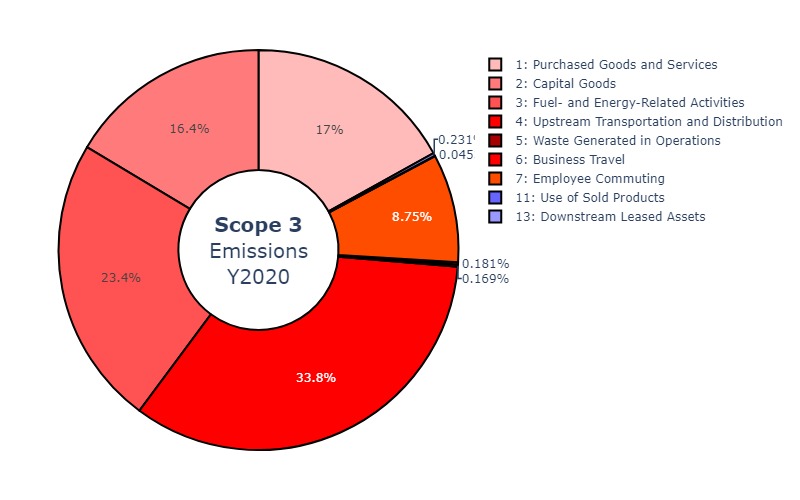 1: Purchased Goods and Services
2: Capital Goods
3: Fuel- and Energy-Related Activities
4: Upstream Transportation and Distribution
5: Waste Generated in Operations
6: Business Travel
7: Employee Commuting
11: Use of Sold Products
13: Downstream Leased Assets
16.4%
17%
0.231
0.045
8.75%
0.181%
0.169%
23.4%
33.8%
Scope 3
Emissions
Y2020